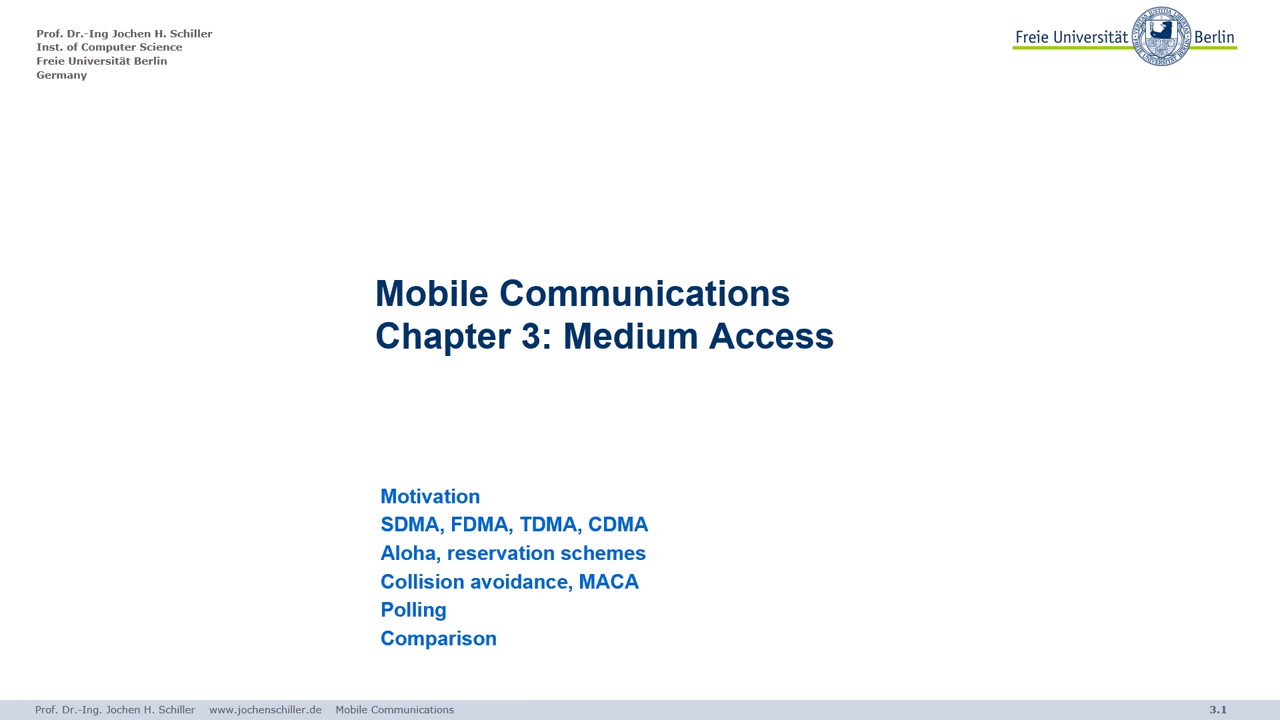 Prof. Dr.-Ing Jochen H. Schiller
Inst. of Computer Science
Freie Universität Berlin
Germany
Freie Universität Berlin
Mobile Communications
Chapter 3: Medium Access
Motivation
SDMA, FDMA, TDMA, CDMA
Aloha, reservation schemes
Collision avoidance, MACA
Polling
Comparison
Prof. Dr.-Ing. Jochen H. Schiller www.jochenschiller.de Mobile Communications 3.1